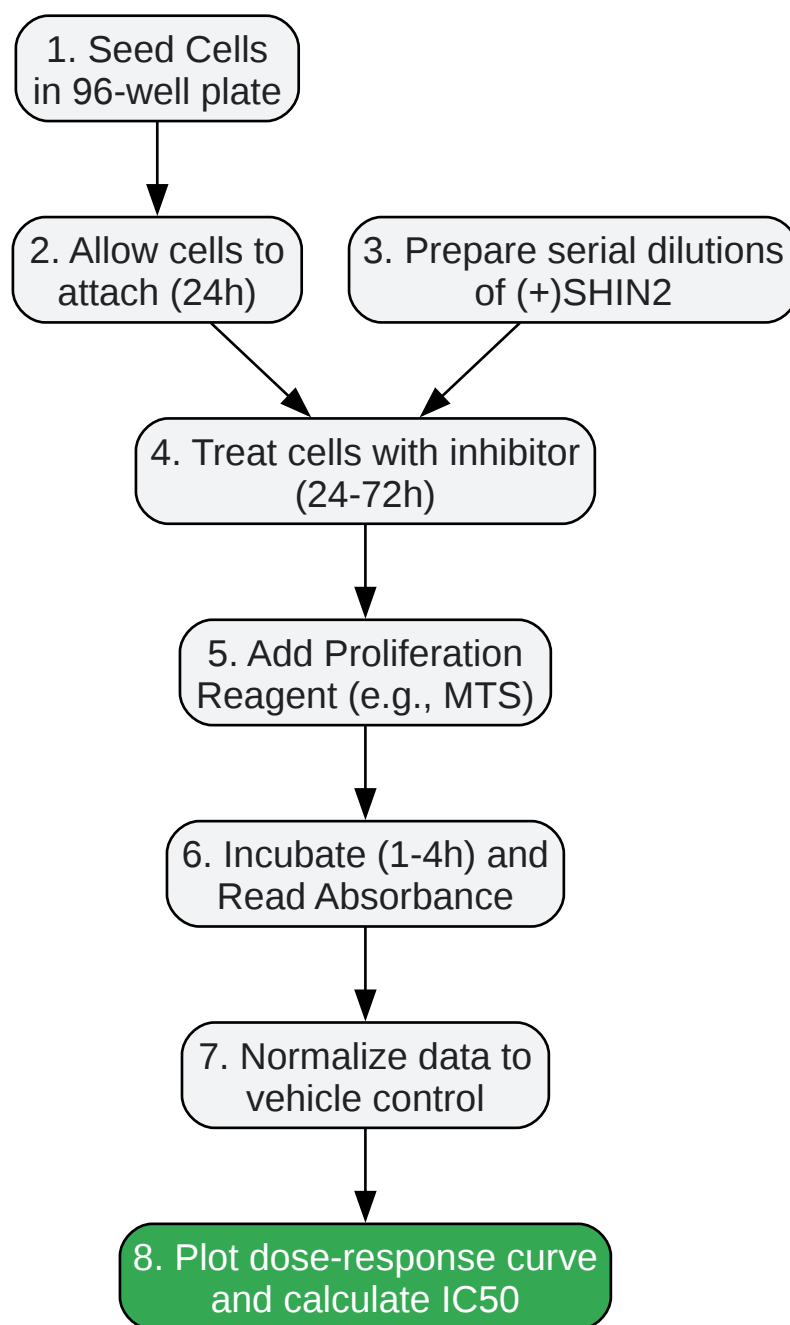 1. Seed Cells
in 96-well plate
2. Allow cells to
attach (24h)
3. Prepare serial dilutions
of (+)SHIN2
4. Treat cells with inhibitor
(24-72h)
5. Add Proliferation
Reagent (e.g., MTS)
6. Incubate (1-4h) and
Read Absorbance
7. Normalize data to
vehicle control
8. Plot dose-response curve
and calculate IC50